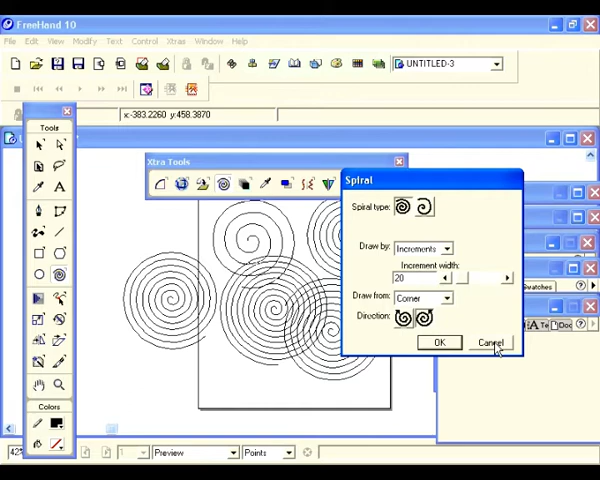 FreeHand 10
File Edit View Modify Text Control Xtras Window Help
UNTITLED-3
x:-383.2260 y:458.3870
Tools
Xtra Tools
Spiral
Spiral type:
Draw by: Increments
Increment width:
20
Draw from: Corner
Direction:
OK Cancel
Swatches
Doc
Colors
Preview
Points